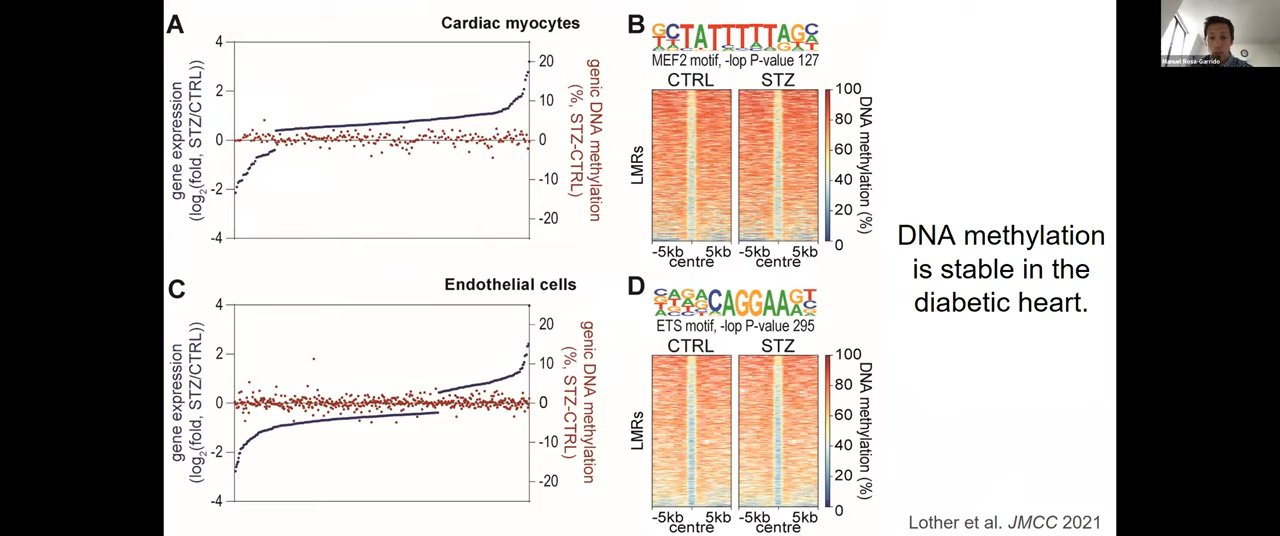 A
Cardiac myocytes
gene expression
(log2(fold, STZ/CTRL))
4
2
0
-2
-4
20
10
0
-10
-20
genic DNA methylation
(%, STZ-CTRL)
B
MEF2 motif, -lop P-value 127
CTRL STZ
LMRs
-5kb 5kb -5kb 5kb
centre centre
100
80
60
40
20
0
DNA methylation (%)
C
Endothelial cells
gene expression
(log2(fold, STZ/CTRL))
4
2
0
-2
-4
20
10
0
-10
-20
genic DNA methylation
(%, STZ-CTRL)
D
ETS motif, -lop P-value 295
CTRL STZ
LMRs
-5kb 5kb -5kb 5kb
centre centre
100
80
60
40
20
0
DNA methylation (%)
DNA methylation
is stable in the
diabetic heart.
Lother et al. JMCC 2021
Manuel Rosa-Garrido